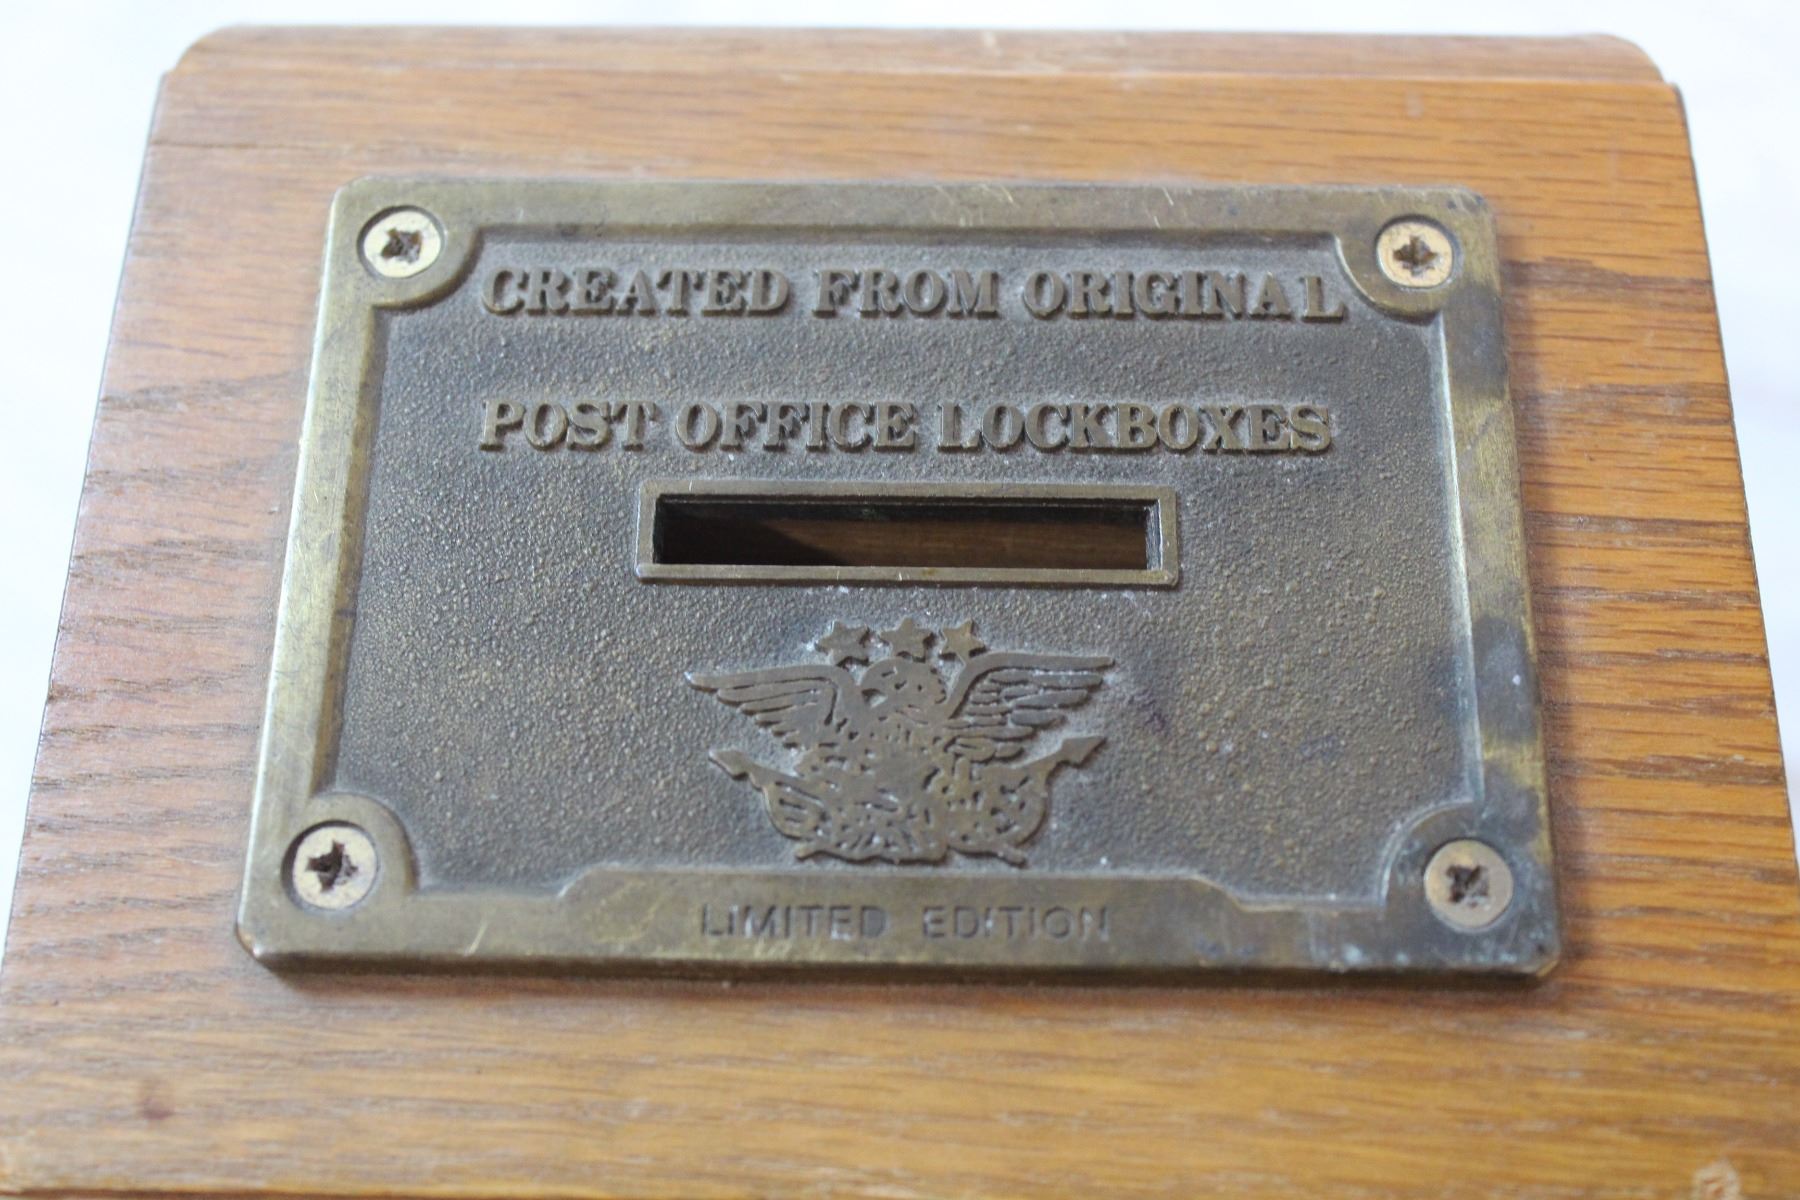 CREATED FROM ORIGINAL
POST OFFICE LOCKBOXES
LIMITED EDITION